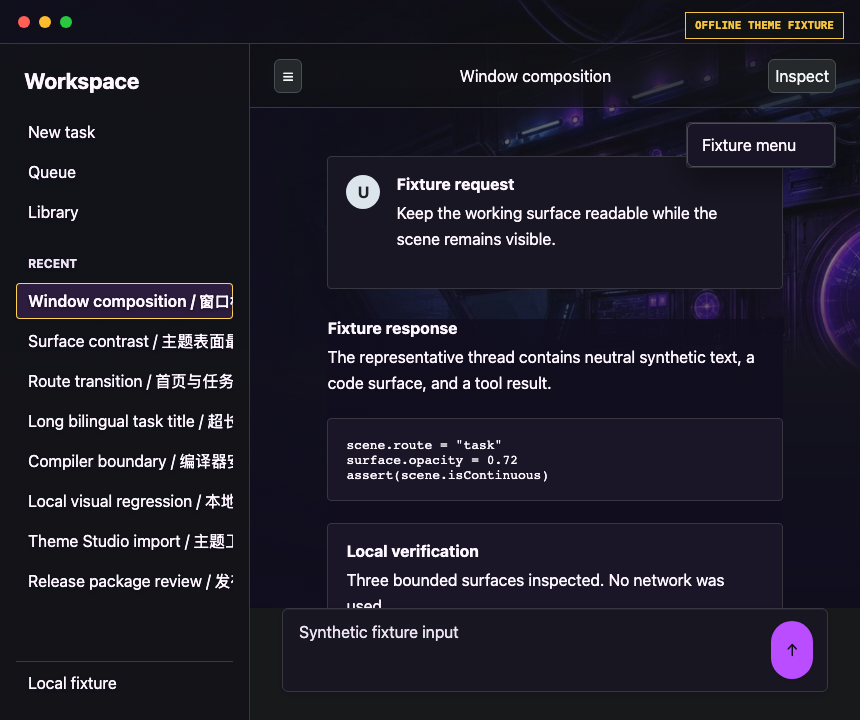 OFFLINE THEME FIXTURE
Workspace
New task
Queue
Library
RECENT
Window composition / 窗口
Surface contrast / 主题表面
Route transition / 首页与任务
Long bilingual task title / 超长
Compiler boundary / 编译器
Local visual regression / 本地
Theme Studio import / 主题
Release package review / 发
Local fixture
Window composition
Inspect
Fixture menu
U
Fixture request
Keep the working surface readable while the
scene remains visible.
Fixture response
The representative thread contains neutral synthetic text, a
code surface, and a tool result.
scene.route = "task"
surface.opacity = 0.72
assert(scene.isContinuous)
Local verification
Three bounded surfaces inspected. No network was
used.
Synthetic fixture input